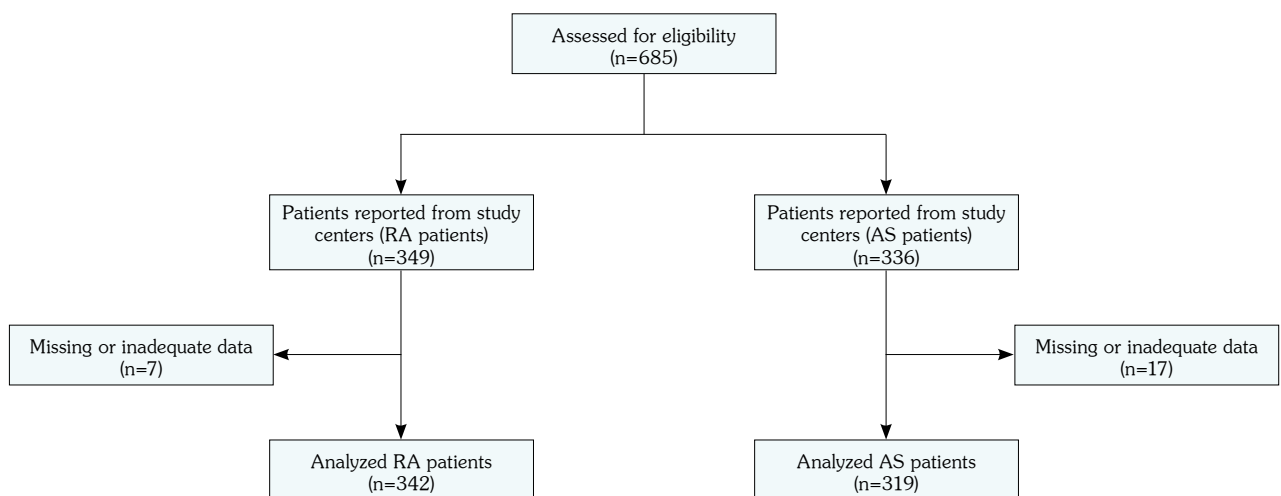 Assessed for eligibility
(n=685)
Patients reported from study
centers (RA patients)
(n=349)
Patients reported from study
centers (AS patients)
(n=336)
Missing or inadequate data
(n=7)
Missing or inadequate data
(n=17)
Analyzed RA patients
(n=342)
Analyzed AS patients
(n=319)